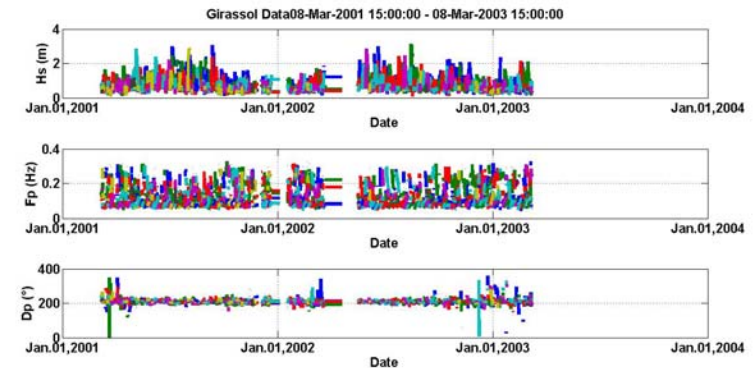 Girassol Data08-Mar-2001 15:00:00 - 08-Mar-2003 15:00:00
4
2
0
Hs (m)
Jan.01,2001 Jan.01,2002 Jan.01,2003 Jan.01,2004
Date
0.4
0.2
0
Fp (Hz)
Jan.01,2001 Jan.01,2002 Jan.01,2003 Jan.01,2004
Date
400
200
0
Dp (°)
Jan.01,2001 Jan.01,2002 Jan.01,2003 Jan.01,2004
Date